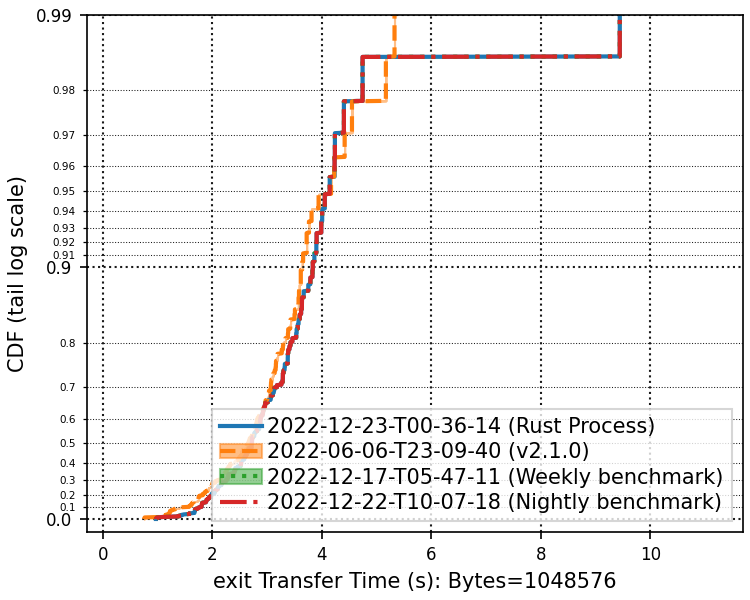 0.99
0.98
0.97
0.96
0.95
0.94
0.93
0.92
0.91
0.9
0.8
0.7
0.6
0.5
0.4
0.3
0.2
0.1
0.0
CDF (tail log scale)
2022-12-23-T00-36-14 (Rust Process)
2022-06-06-T23-09-40 (v2.1.0)
2022-12-17-T05-47-11 (Weekly benchmark)
2022-12-22-T10-07-18 (Nightly benchmark)
0 2 4 6 8 10
exit Transfer Time (s): Bytes=1048576